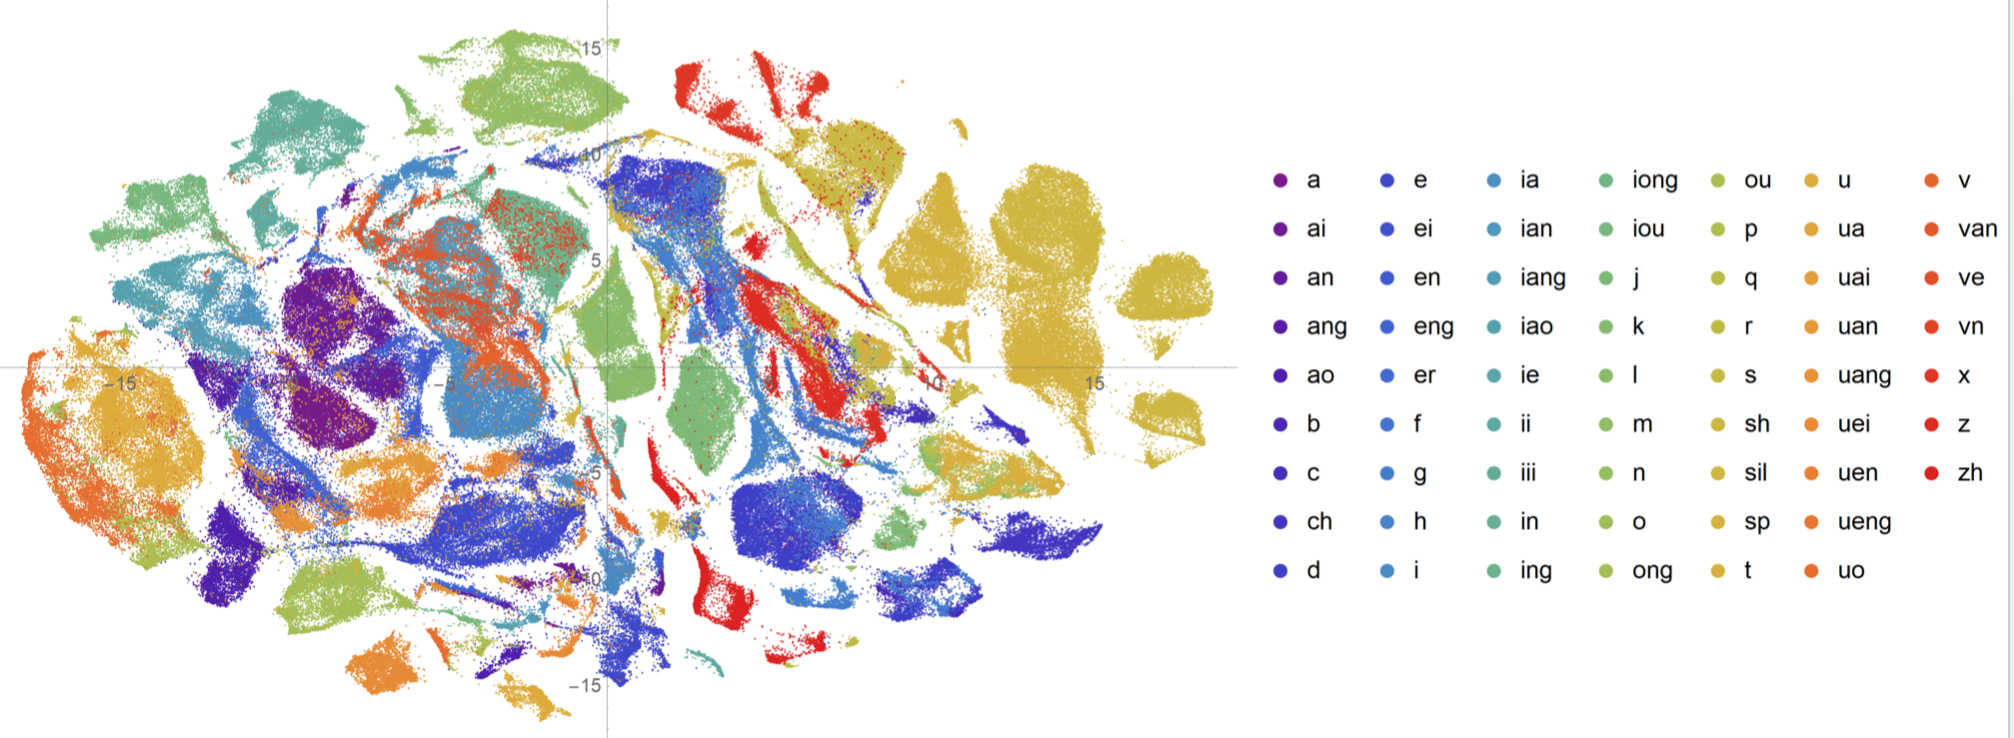 15
10
5
-15
-5
10
15
-5
-10
-15
a e ia iong ou u v
ai ei ian iou p ua van
an en iang j q uai ve
ang eng iao k r uan vn
ao er ie l s uang x
b f ii m sh uei z
c g iii n sil uen zh
ch h in o sp ueng
d i ing ong t uo